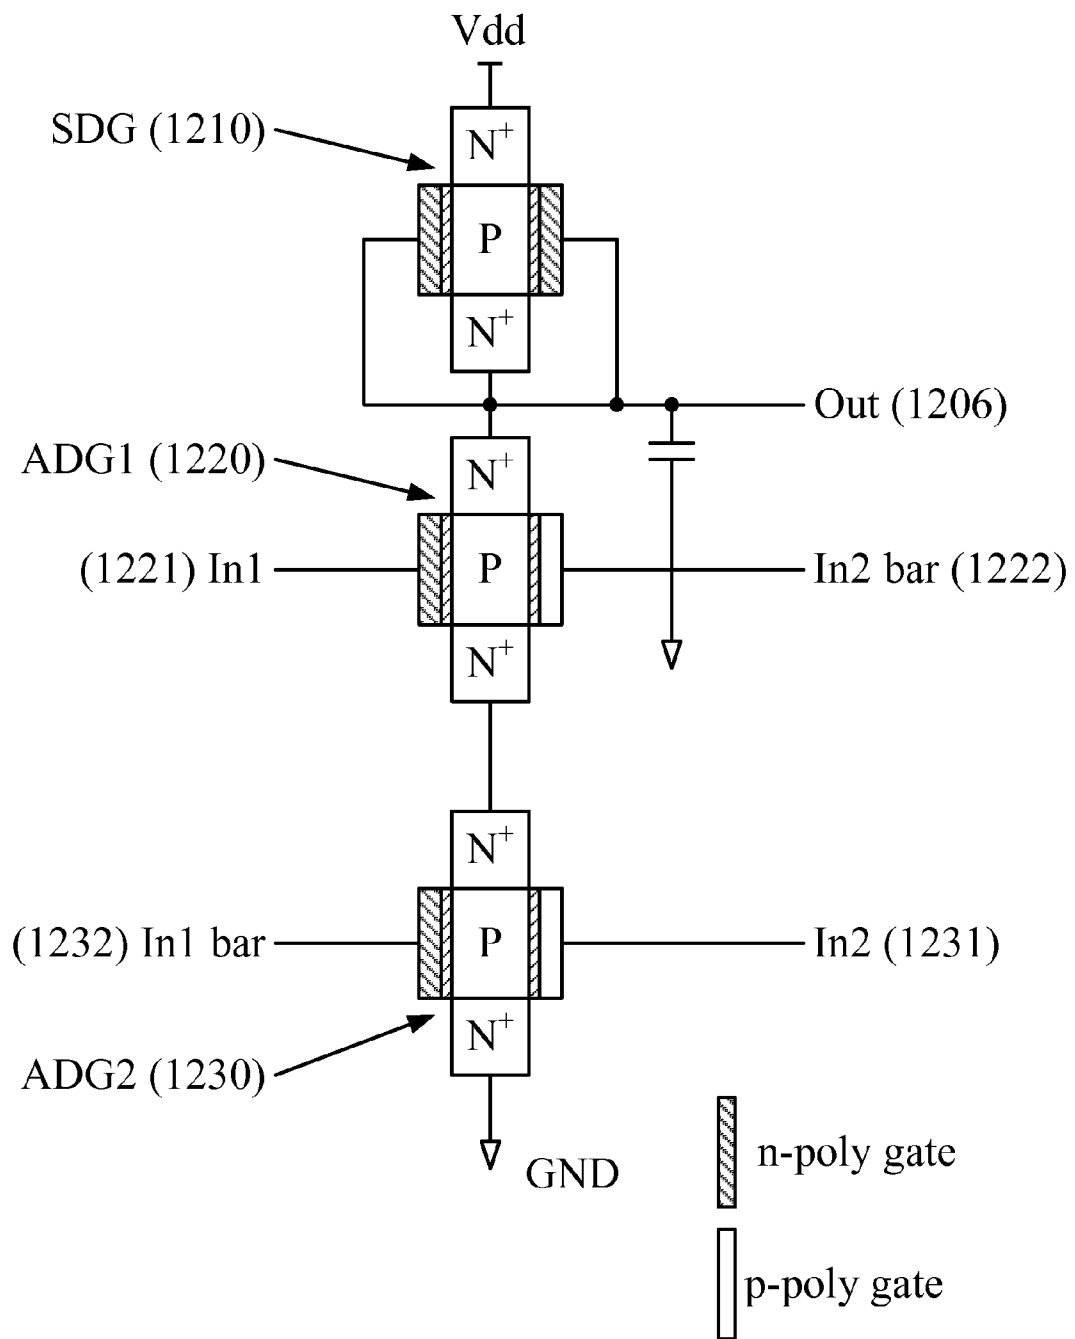 Vdd
SDG (1210)
N+
P
N+
Out (1206)
ADG1 (1220)
N+
(1221) In1
P
In2 bar (1222)
N+
N+
(1232) In1 bar
P
In2 (1231)
N+
ADG2 (1230)
GND
n-poly gate
p-poly gate